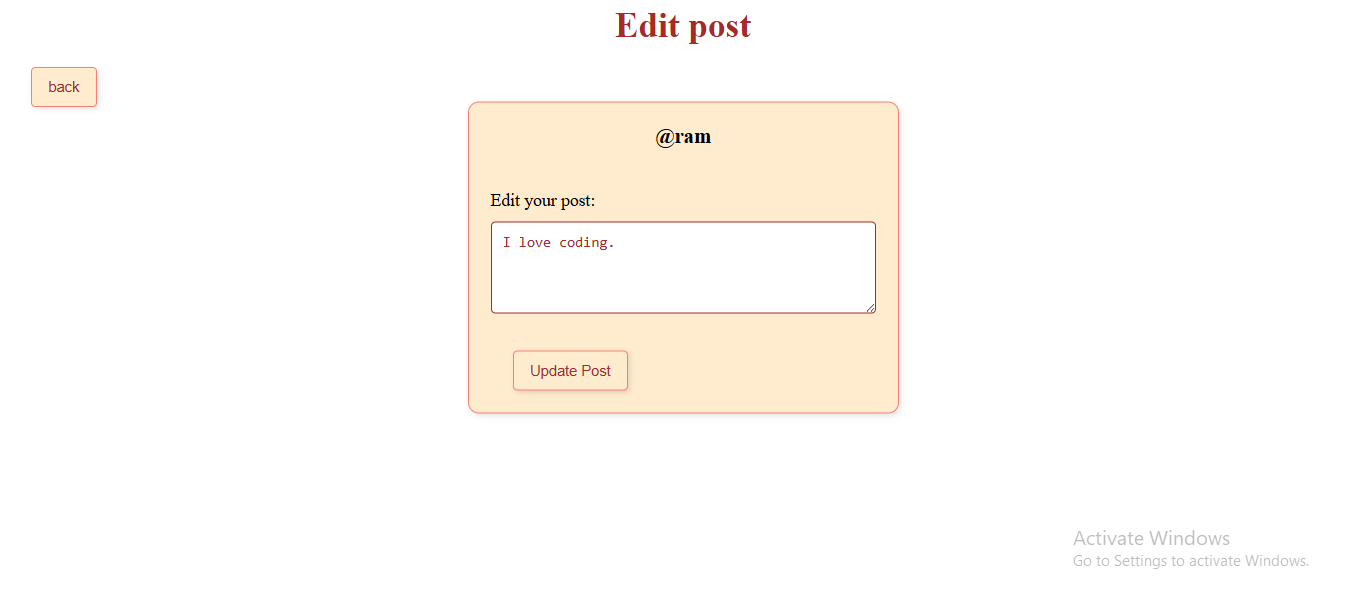 Edit post
back
@ram
Edit your post:
I love coding.
Update Post
Activate Windows
Go to Settings to activate Windows.